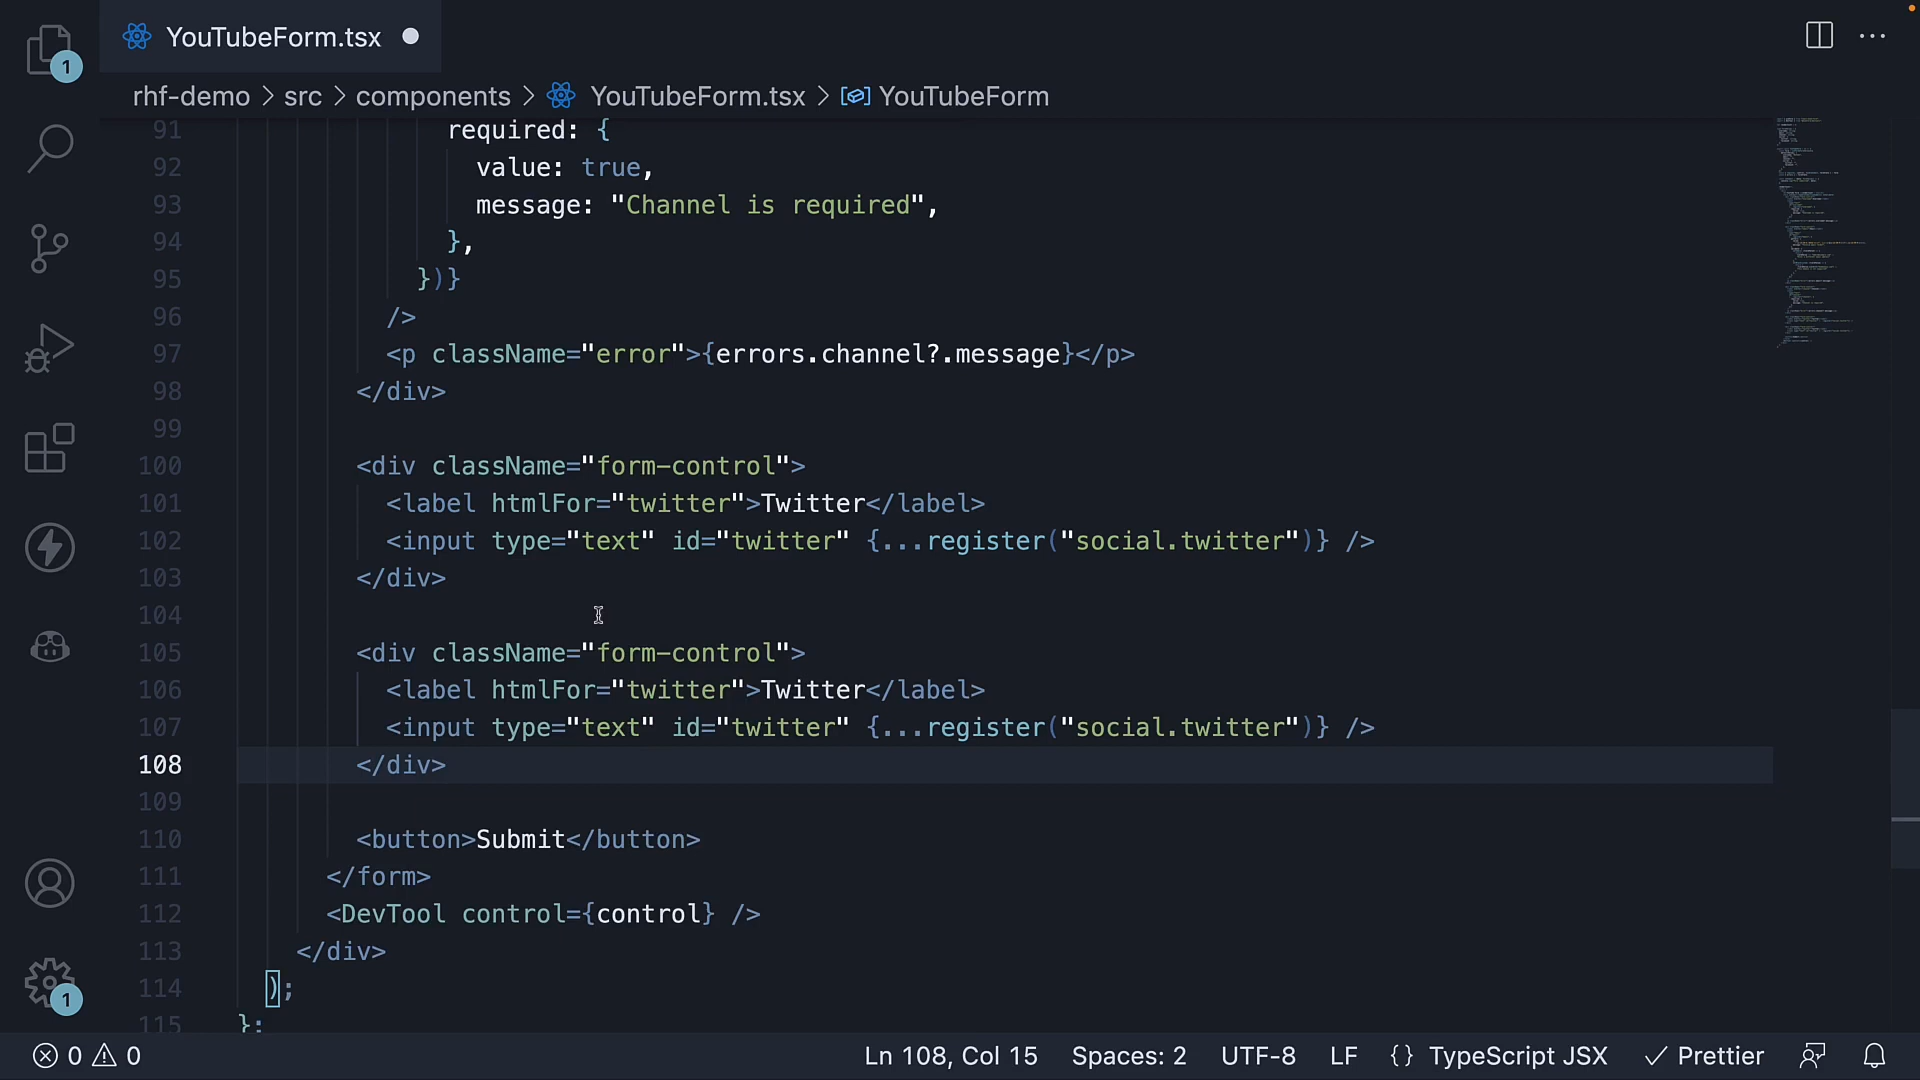 YouTubeForm.tsx
1
rhf-demo > src > components > YouTubeForm.tsx > YouTubeForm
91 required: {
92 value: true,
93 message: "Channel is required",
94 },
95 })}
96 />
97 <p className="error">{errors.channel?.message}</p>
98 </div>
99
100 <div className="form-control">
101 <label htmlFor="twitter">Twitter</label>
102 <input type="text" id="twitter" {...register("social.twitter")} />
103 </div>
104
105 <div className="form-control">
106 <label htmlFor="twitter">Twitter</label>
107 <input type="text" id="twitter" {...register("social.twitter")} />
108 </div>
109
110 <button>Submit</button>
111 </form>
112 <DevTool control={control} />
113 </div>
114 );
115 };
1
0 0 Ln 108, Col 15 Spaces: 2 UTF-8 LF {} TypeScript JSX Prettier